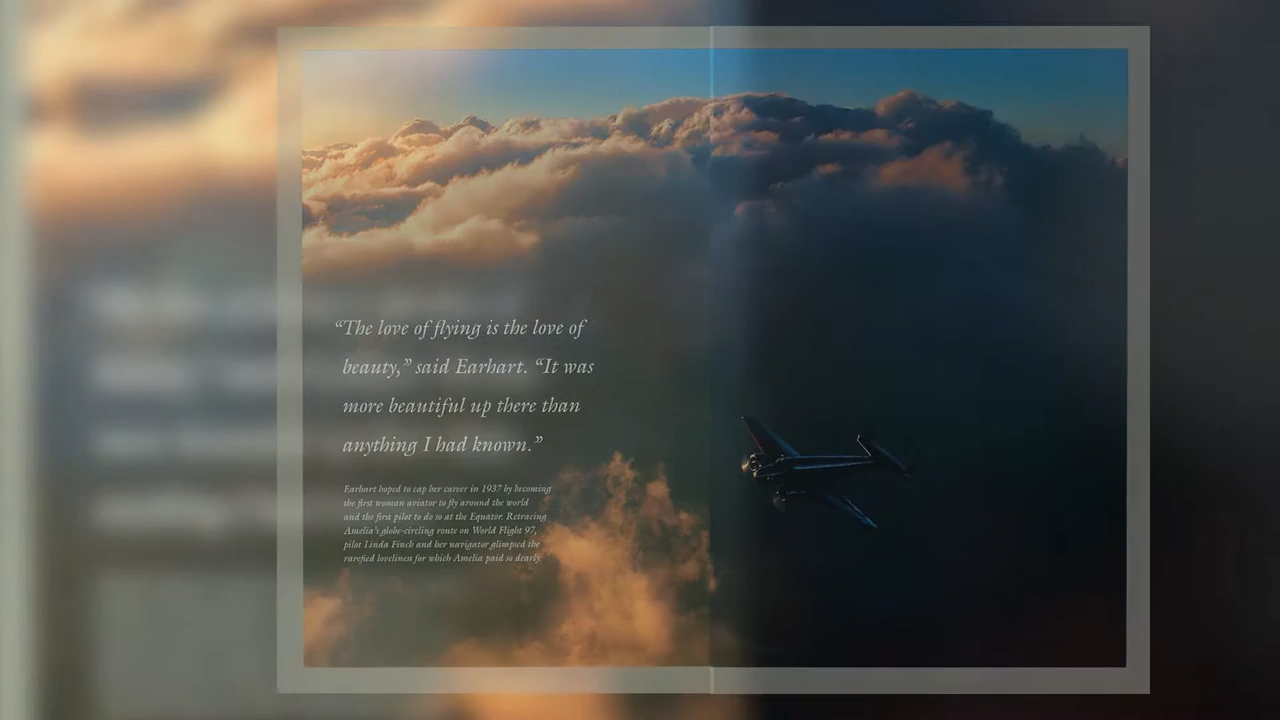 “The love of flying is the love of
beauty,” said Earhart. “It was
more beautiful up there than
anything I had known.”
Earhart hoped to cap her career in 1937 by becoming
the first woman aviator to fly around the world
and the first pilot to do so at the Equator. Retracing
Amelia’s globe-circling route on World Flight 97,
pilot Linda Finch and her navigator glimpsed the
rarefied loveliness for which Amelia paid so dearly.